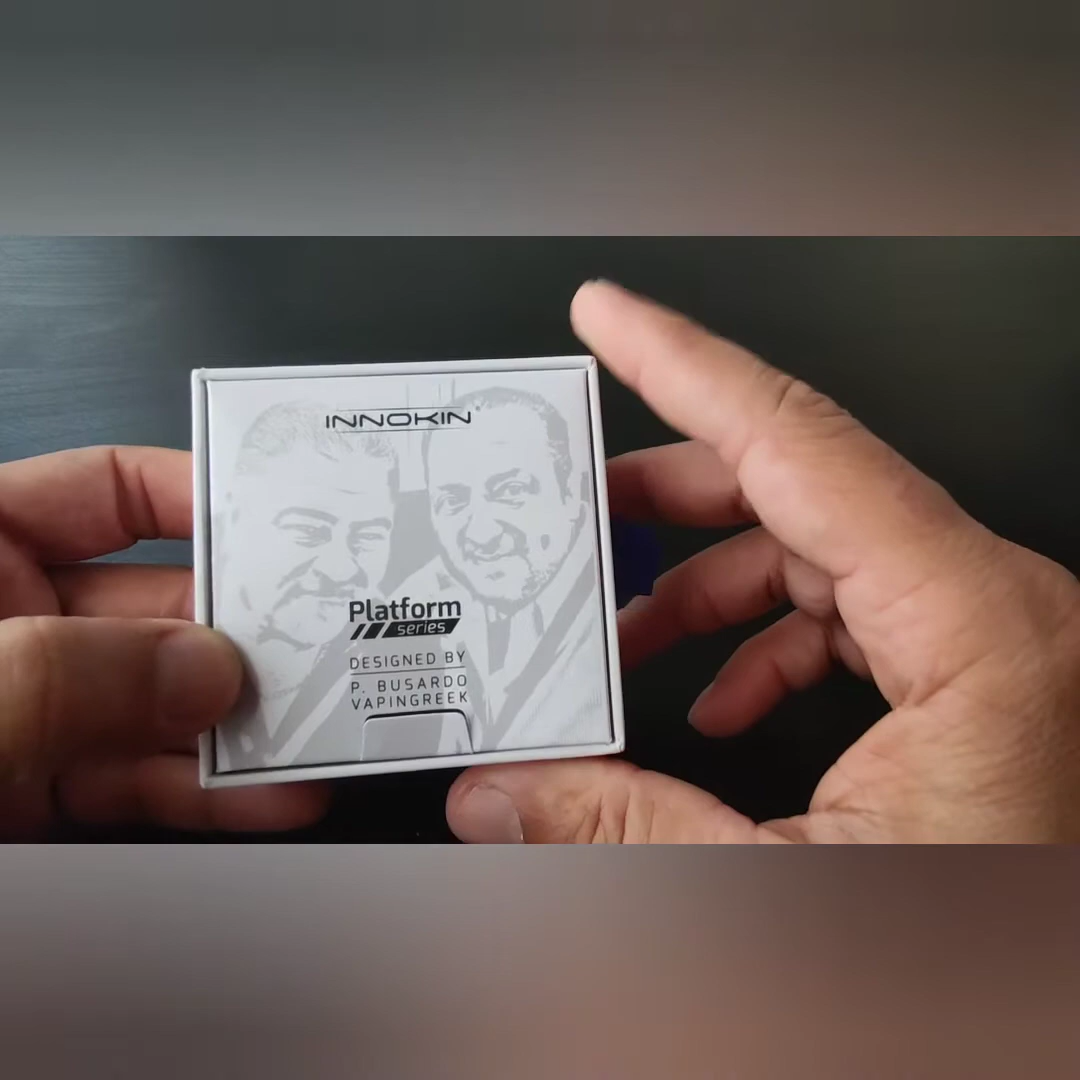 INNOKIN®
Platform
series
DESIGNED BY
P. BUSARDO
VAPINGREEK